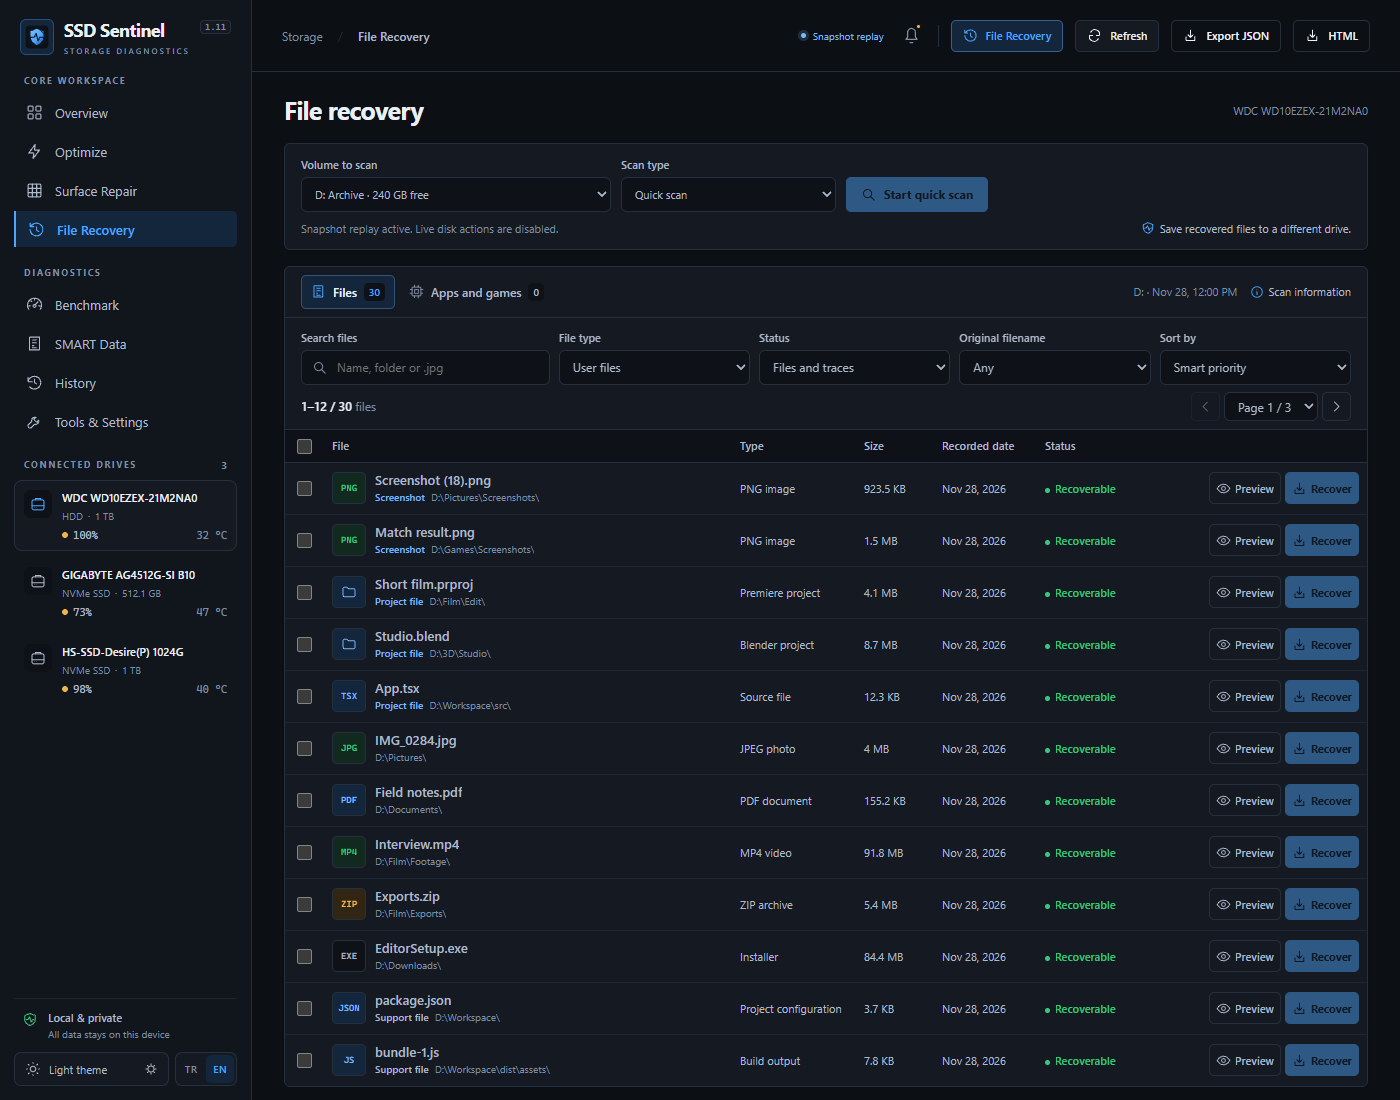 SSD Sentinel
1.11
STORAGE DIAGNOSTICS
CORE WORKSPACE
Overview
Optimize
Surface Repair
File Recovery
DIAGNOSTICS
Benchmark
SMART Data
History
Tools & Settings
CONNECTED DRIVES 3
WDC WD10EZEX-21M2NA0
HDD · 1 TB
100% 32 °C
GIGABYTE AG4512G-SI B10
NVMe SSD · 512.1 GB
73% 47 °C
HS-SSD-Desire(P) 1024G
NVMe SSD · 1 TB
98% 40 °C
Local & private
All data stays on this device
Light theme TR EN
Storage / File Recovery
Snapshot replay File Recovery Refresh Export JSON HTML
File recovery
WDC WD10EZEX-21M2NA0
Volume to scan Scan type
D: Archive · 240 GB free Quick scan Start quick scan
Snapshot replay active. Live disk actions are disabled. Save recovered files to a different drive.
Files 30 Apps and games 0 D: · Nov 28, 12:00 PM Scan information
Search files File type Status Original filename Sort by
Name, folder or .jpg User files Files and traces Any Smart priority
1–12 / 30 files Page 1 / 3
File Type Size Recorded date Status
PNG Screenshot (18).png PNG image 923.5 KB Nov 28, 2026 Recoverable Preview Recover
Screenshot D:\Pictures\Screenshots\
PNG Match result.png PNG image 1.5 MB Nov 28, 2026 Recoverable Preview Recover
Screenshot D:\Games\Screenshots\
Short film.prproj Premiere project 4.1 MB Nov 28, 2026 Recoverable Preview Recover
Project file D:\Film\Edit\
Studio.blend Blender project 8.7 MB Nov 28, 2026 Recoverable Preview Recover
Project file D:\3D\Studio\
TSX App.tsx Source file 12.3 KB Nov 28, 2026 Recoverable Preview Recover
Project file D:\Workspace\src\
JPG IMG_0284.jpg JPEG photo 4 MB Nov 28, 2026 Recoverable Preview Recover
D:\Pictures\
PDF Field notes.pdf PDF document 155.2 KB Nov 28, 2026 Recoverable Preview Recover
D:\Documents\
MP4 Interview.mp4 MP4 video 91.8 MB Nov 28, 2026 Recoverable Preview Recover
D:\Film\Footage\
ZIP Exports.zip ZIP archive 5.4 MB Nov 28, 2026 Recoverable Preview Recover
D:\Film\Exports\
EXE EditorSetup.exe Installer 84.4 MB Nov 28, 2026 Recoverable Preview Recover
D:\Downloads\
JSON package.json Project configuration 3.7 KB Nov 28, 2026 Recoverable Preview Recover
Support file D:\Workspace\
JS bundle-1.js Build output 7.8 KB Nov 28, 2026 Recoverable Preview Recover
Support file D:\Workspace\dist\assets\